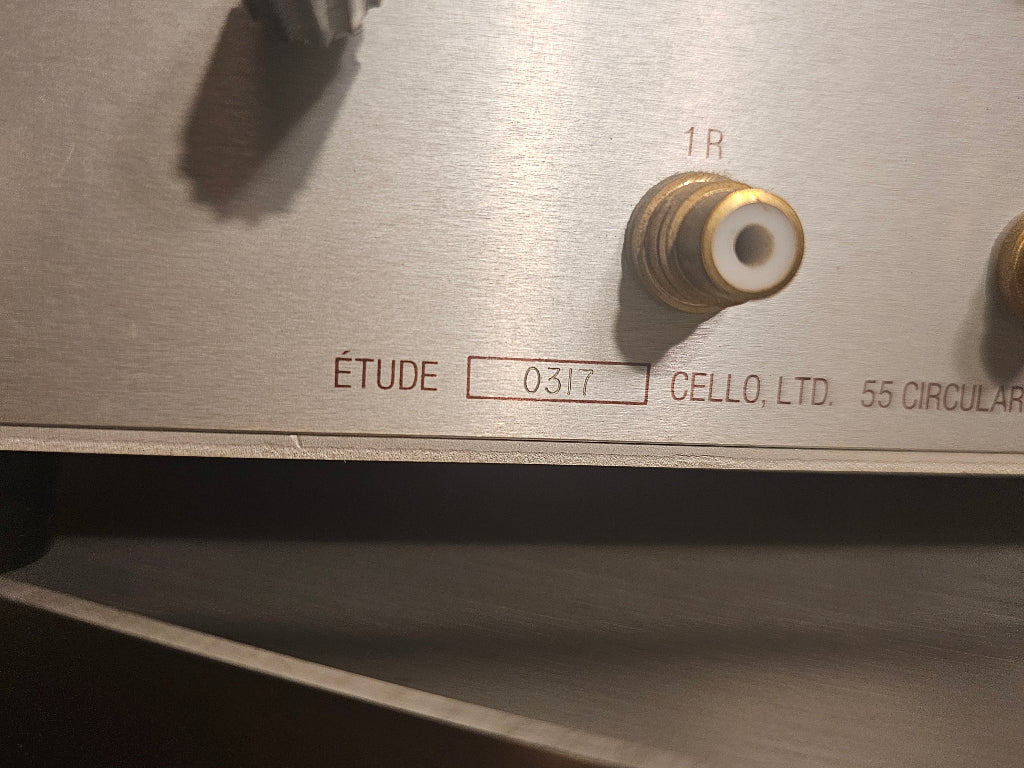 1R
ÉTUDE 0317 CELLO, LTD. 55 CIRCULAR